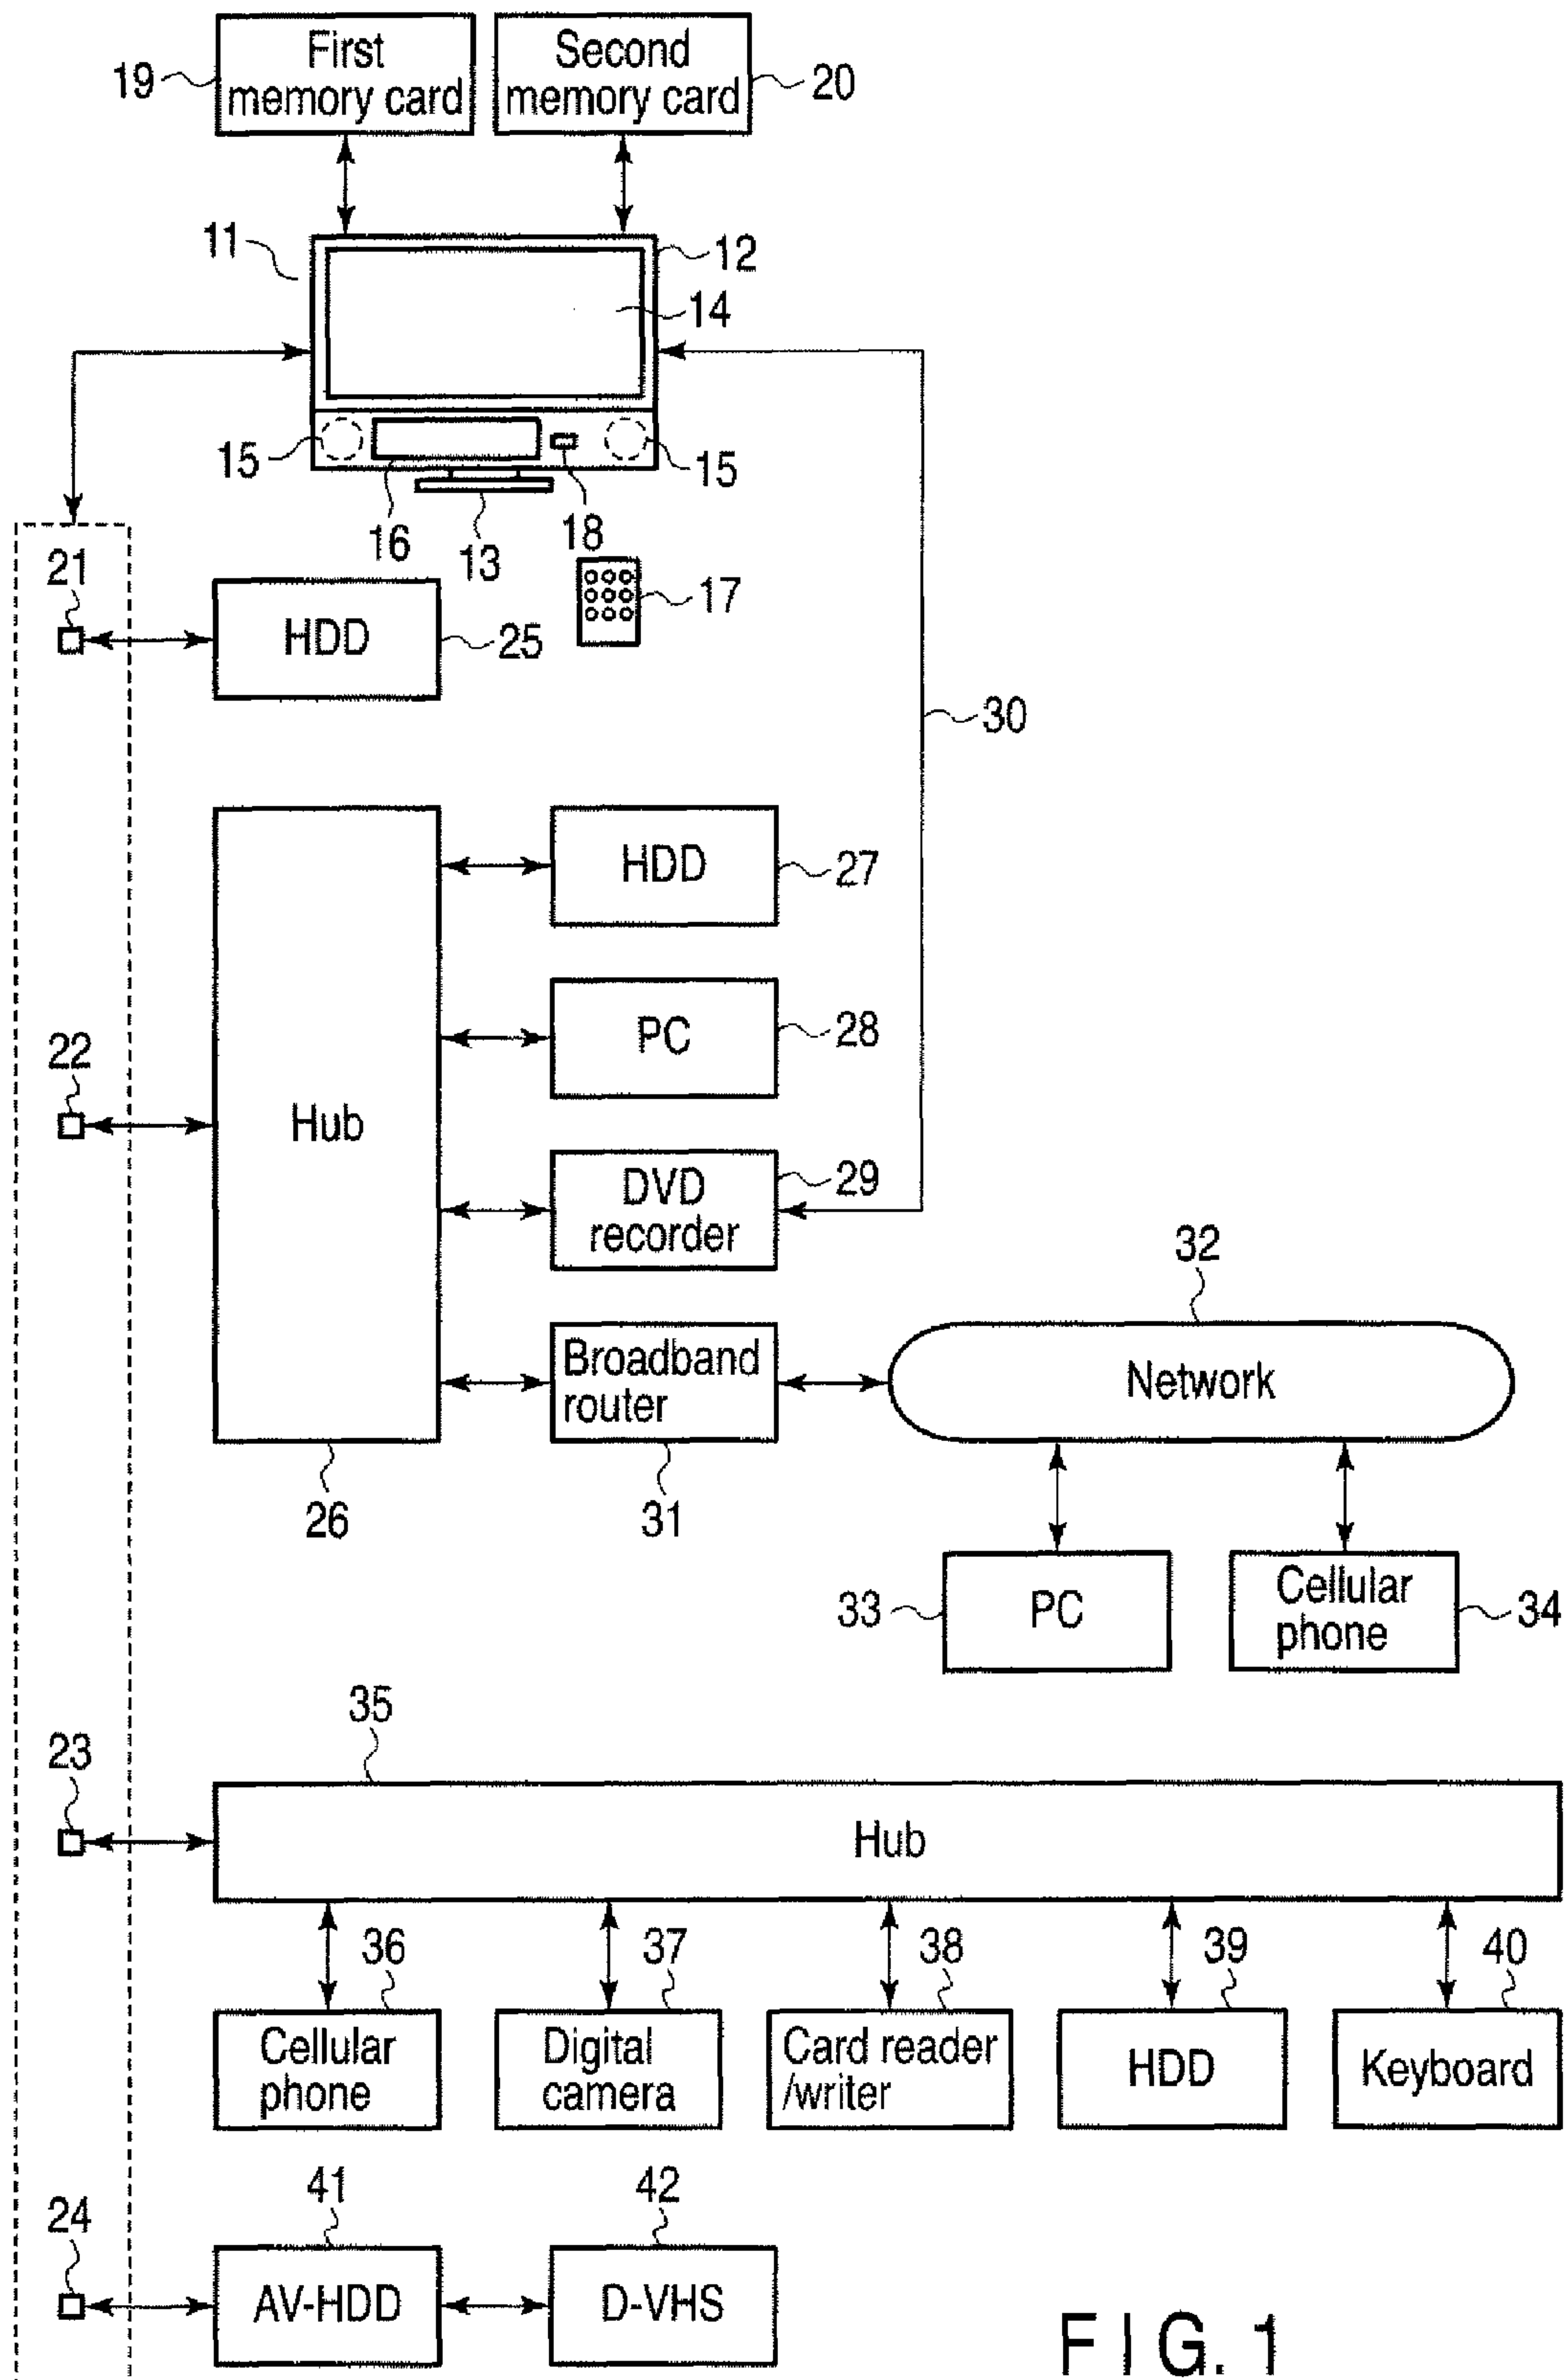 First
memory card
19
Second
memory card
20
11
12
14
15
15
16
13
18
17
21
HDD
25
30
HDD
27
22
PC
28
Hub
DVD
recorder
29
32
Broadband
router
Network
26
31
33
PC
Cellular
phone
34
35
23
Hub
36
37
38
39
40
Cellular
phone
Digital
camera
Card reader
/writer
HDD
Keyboard
41
42
24
AV-HDD
D-VHS
FIG. 1